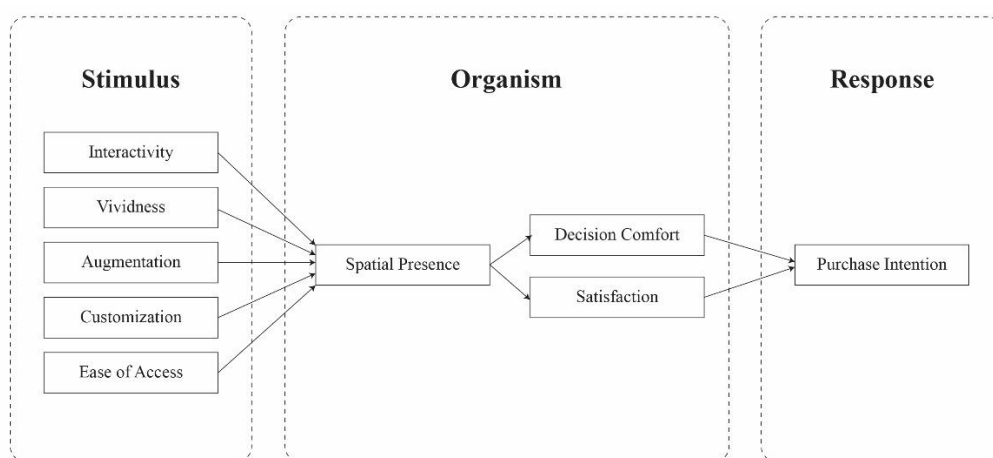 Stimulus
Organism
Response
Interactivity
Vividness
Augmentation
Customization
Ease of Access
Spatial Presence
Decision Comfort
Satisfaction
Purchase Intention